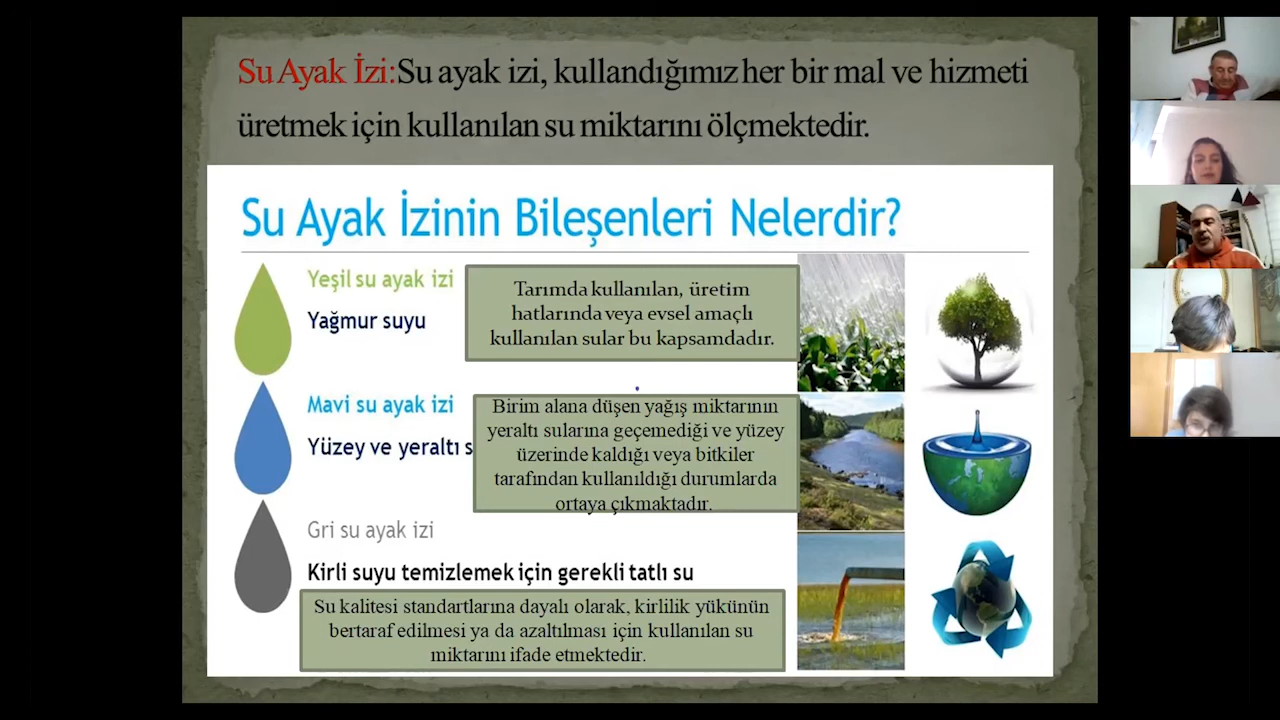 Su Ayak İzi:Su ayak izi, kullandığımız her bir mal ve hizmeti
üretmek için kullanılan su miktarını ölçmektedir.
Su Ayak İzinin Bileşenleri Nelerdir?
Yeşil su ayak izi
Yağmur suyu
Tarımda kullanılan, üretim
hatlarında veya evsel amaçlı
kullanılan sular bu kapsamdadır.
Mavi su ayak izi
Yüzey ve yeraltı s
Birim alana düşen yağış miktarının
yeraltı sularına geçemediği ve yüzey
üzerinde kaldığı veya bitkiler
tarafından kullanıldığı durumlarda
ortaya çıkmaktadır.
Gri su ayak izi
Kirli suyu temizlemek için gerekli tatlı su
Su kalitesi standartlarına dayalı olarak, kirlilik yükünün
bertaraf edilmesi ya da azaltılması için kullanılan su
miktarını ifade etmektedir.